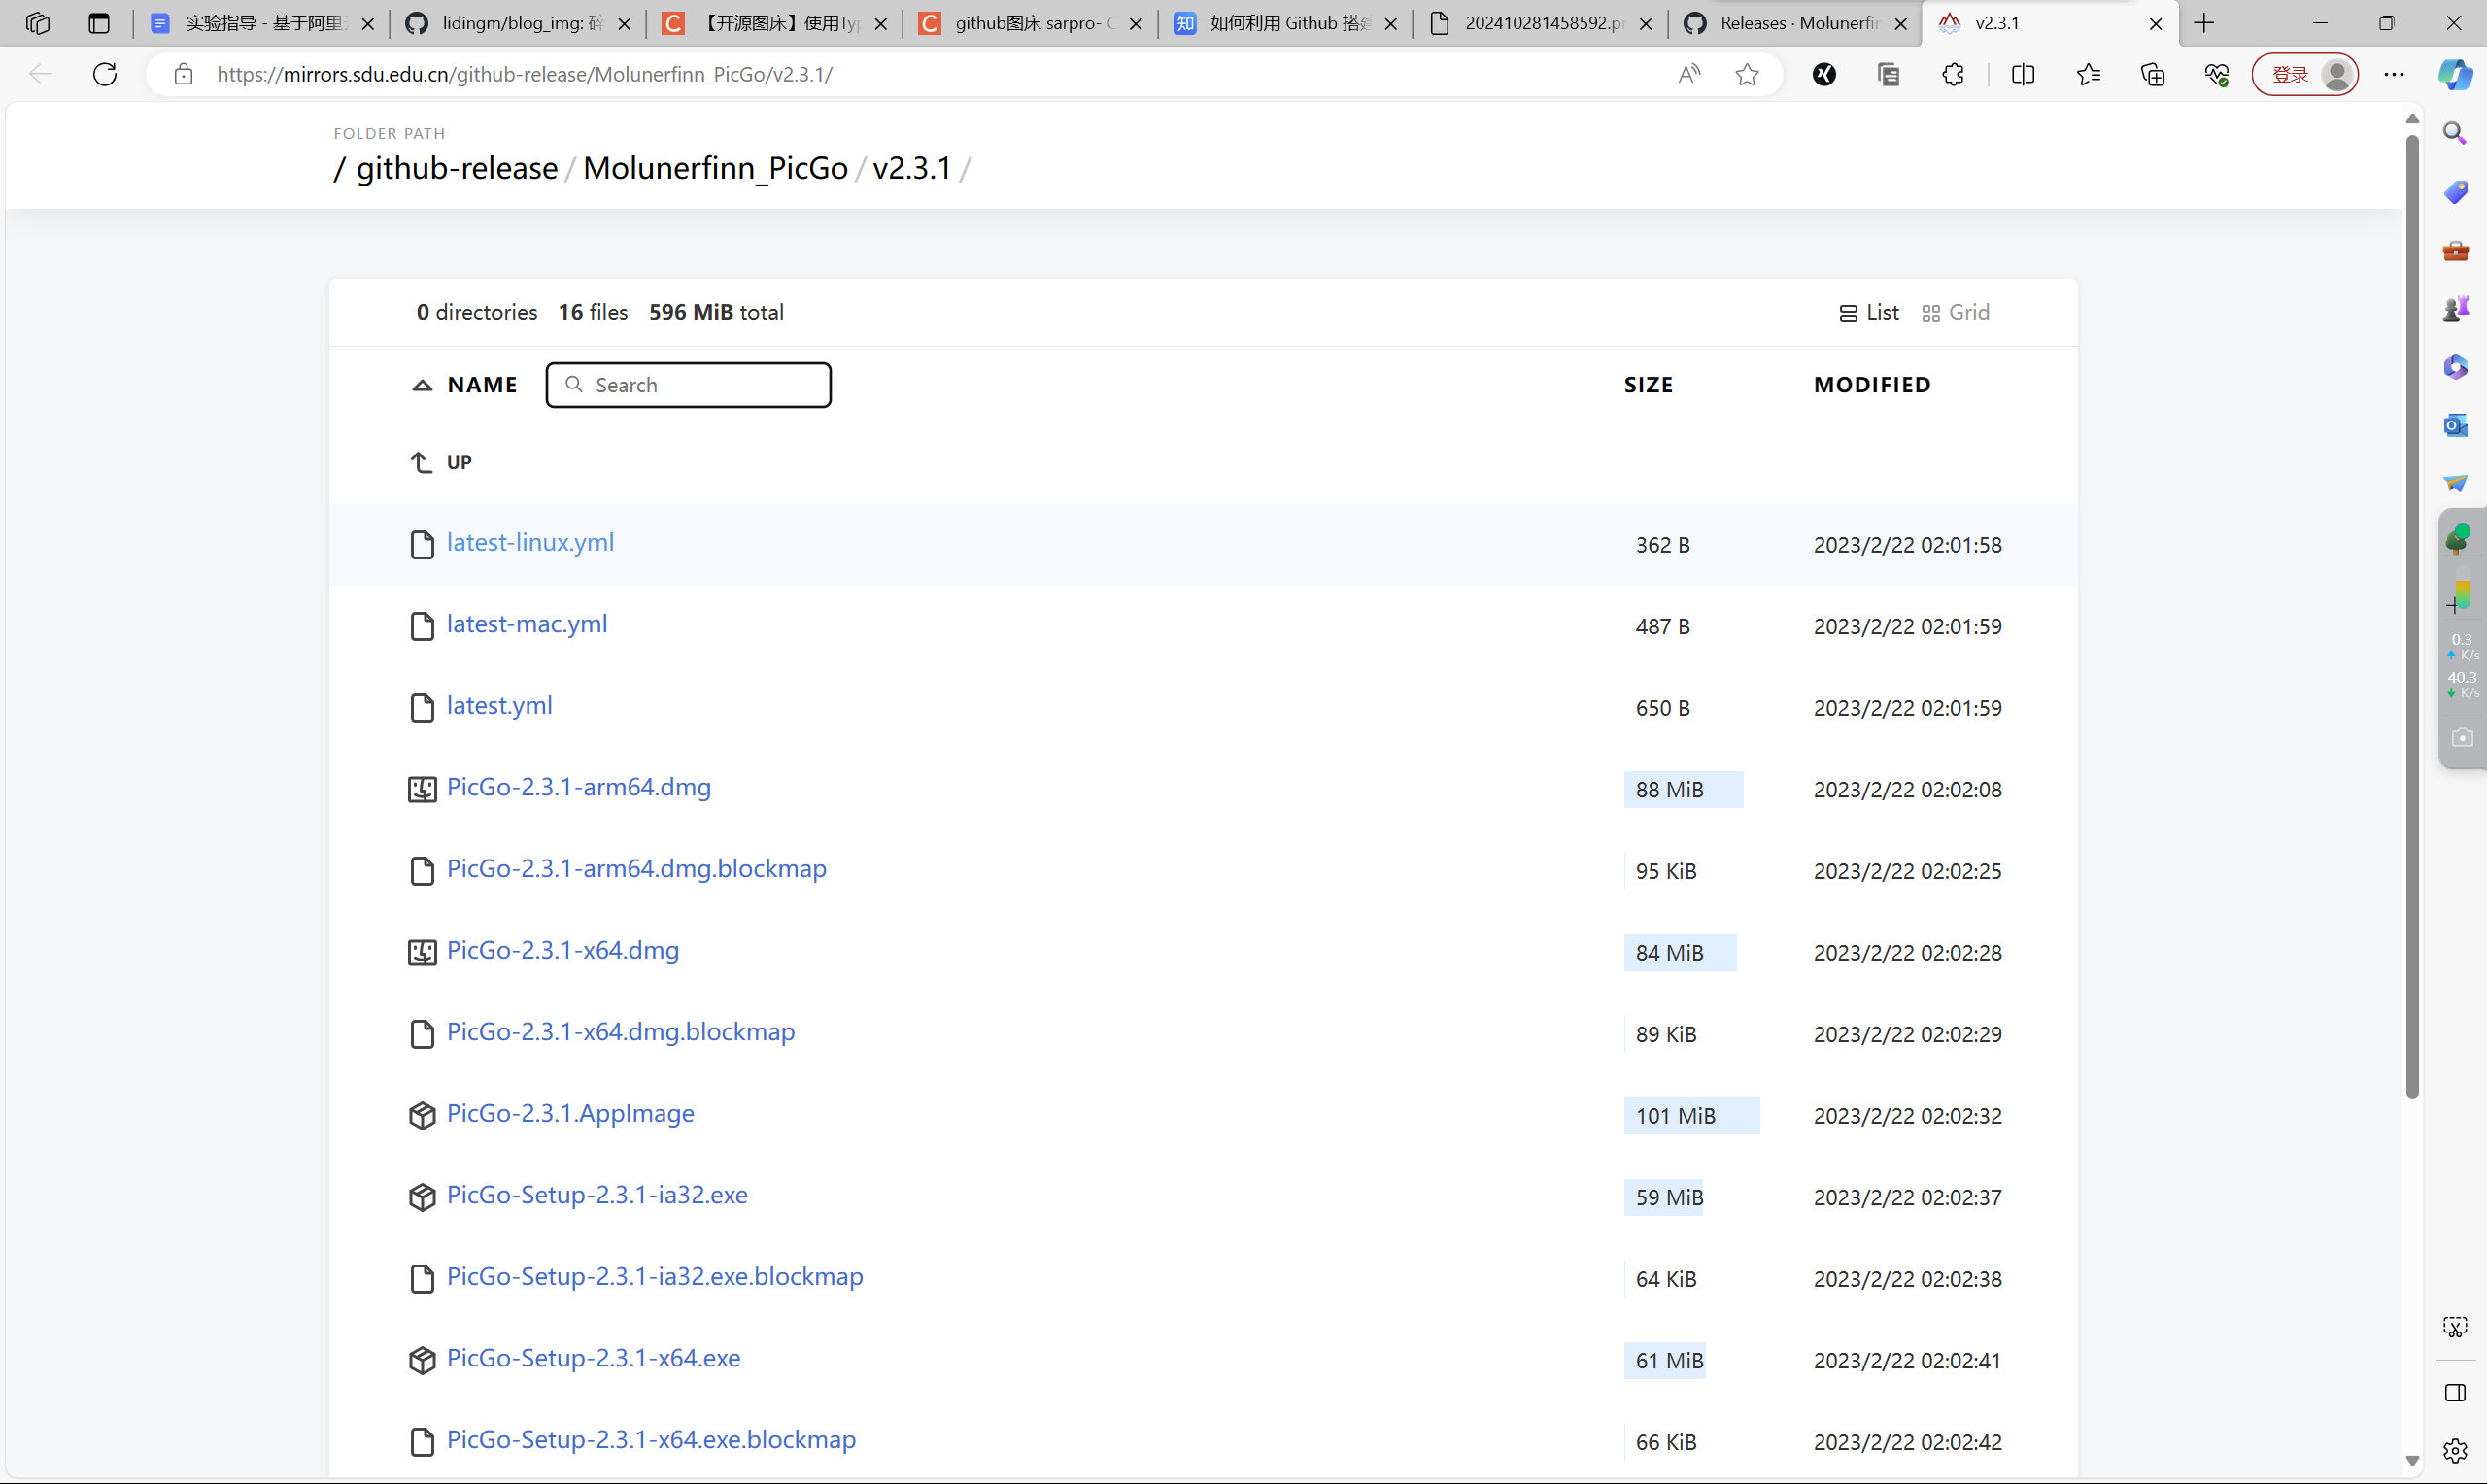 实验指导 - 基于阿里
lidingm/blog_img: 碎
【开源图床】使用Typ
github图床 sarpro- C
如何利用 Github 搭建
202410281458592.pr
Releases · Molunerfin
v2.3.1
https://mirrors.sdu.edu.cn/github-release/Molunerfinn_PicGo/v2.3.1/
登录
FOLDER PATH
/ github-release / Molunerfinn_PicGo / v2.3.1 /
0 directories 16 files 596 MiB total
List Grid
NAME Search SIZE MODIFIED
UP
latest-linux.yml 362 B 2023/2/22 02:01:58
latest-mac.yml 487 B 2023/2/22 02:01:59
latest.yml 650 B 2023/2/22 02:01:59
PicGo-2.3.1-arm64.dmg 88 MiB 2023/2/22 02:02:08
PicGo-2.3.1-arm64.dmg.blockmap 95 KiB 2023/2/22 02:02:25
PicGo-2.3.1-x64.dmg 84 MiB 2023/2/22 02:02:28
PicGo-2.3.1-x64.dmg.blockmap 89 KiB 2023/2/22 02:02:29
PicGo-2.3.1.AppImage 101 MiB 2023/2/22 02:02:32
PicGo-Setup-2.3.1-ia32.exe 59 MiB 2023/2/22 02:02:37
PicGo-Setup-2.3.1-ia32.exe.blockmap 64 KiB 2023/2/22 02:02:38
PicGo-Setup-2.3.1-x64.exe 61 MiB 2023/2/22 02:02:41
PicGo-Setup-2.3.1-x64.exe.blockmap 66 KiB 2023/2/22 02:02:42
0.3
K/s
40.3
K/s